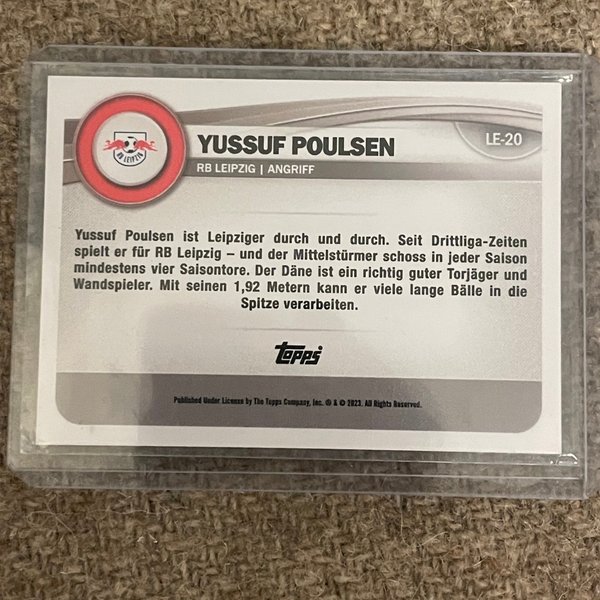 RB LEIPZIG
YUSSUF POULSEN
LE-20
RB LEIPZIG | ANGRIFF
Yussuf Poulsen ist Leipziger durch und durch. Seit Drittliga-Zeiten
spielt er für RB Leipzig – und der Mittelstürmer schoss in jeder Saison
mindestens vier Saisontore. Der Däne ist ein richtig guter Torjäger und
Wandspieler. Mit seinen 1,92 Metern kann er viele lange Bälle in die
Spitze verarbeiten.
Topps
Published Under License by The Topps Company, Inc. ® & © 2023. All Rights Reserved.